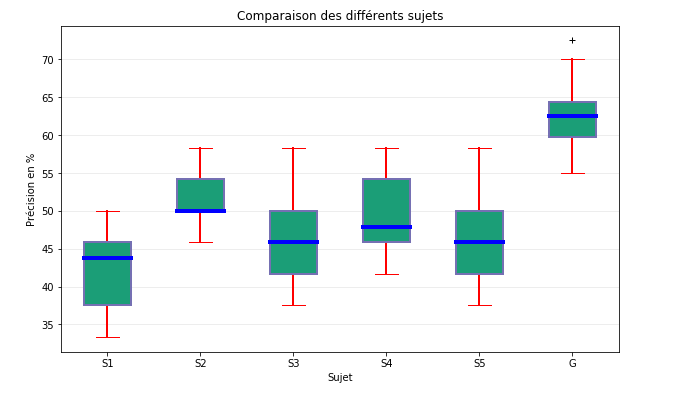 Comparaison des différents sujets
Précision en %
70
65
60
55
50
45
40
35
S1 S2 S3 S4 S5 G
Sujet